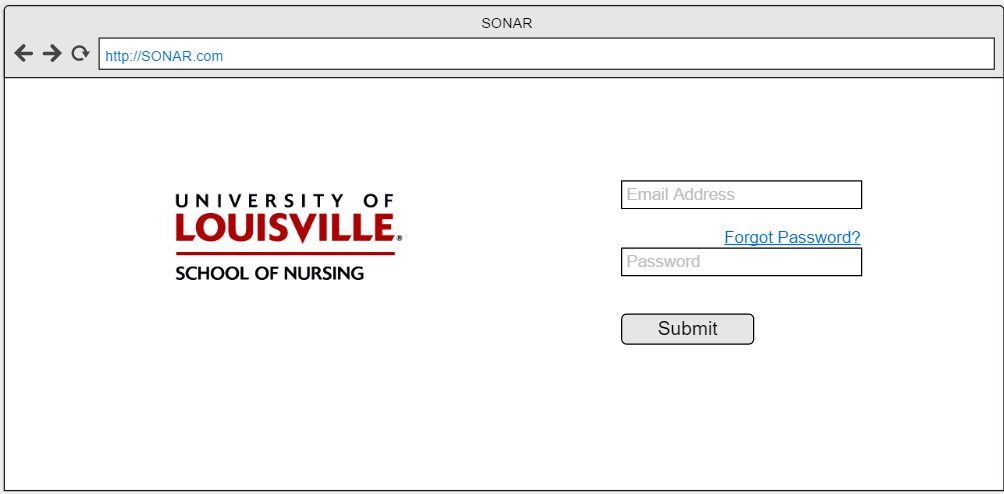 SONAR
http://SONAR.com
UNIVERSITY OF
LOUISVILLE®
SCHOOL OF NURSING
Email Address
Forgot Password?
Password
Submit